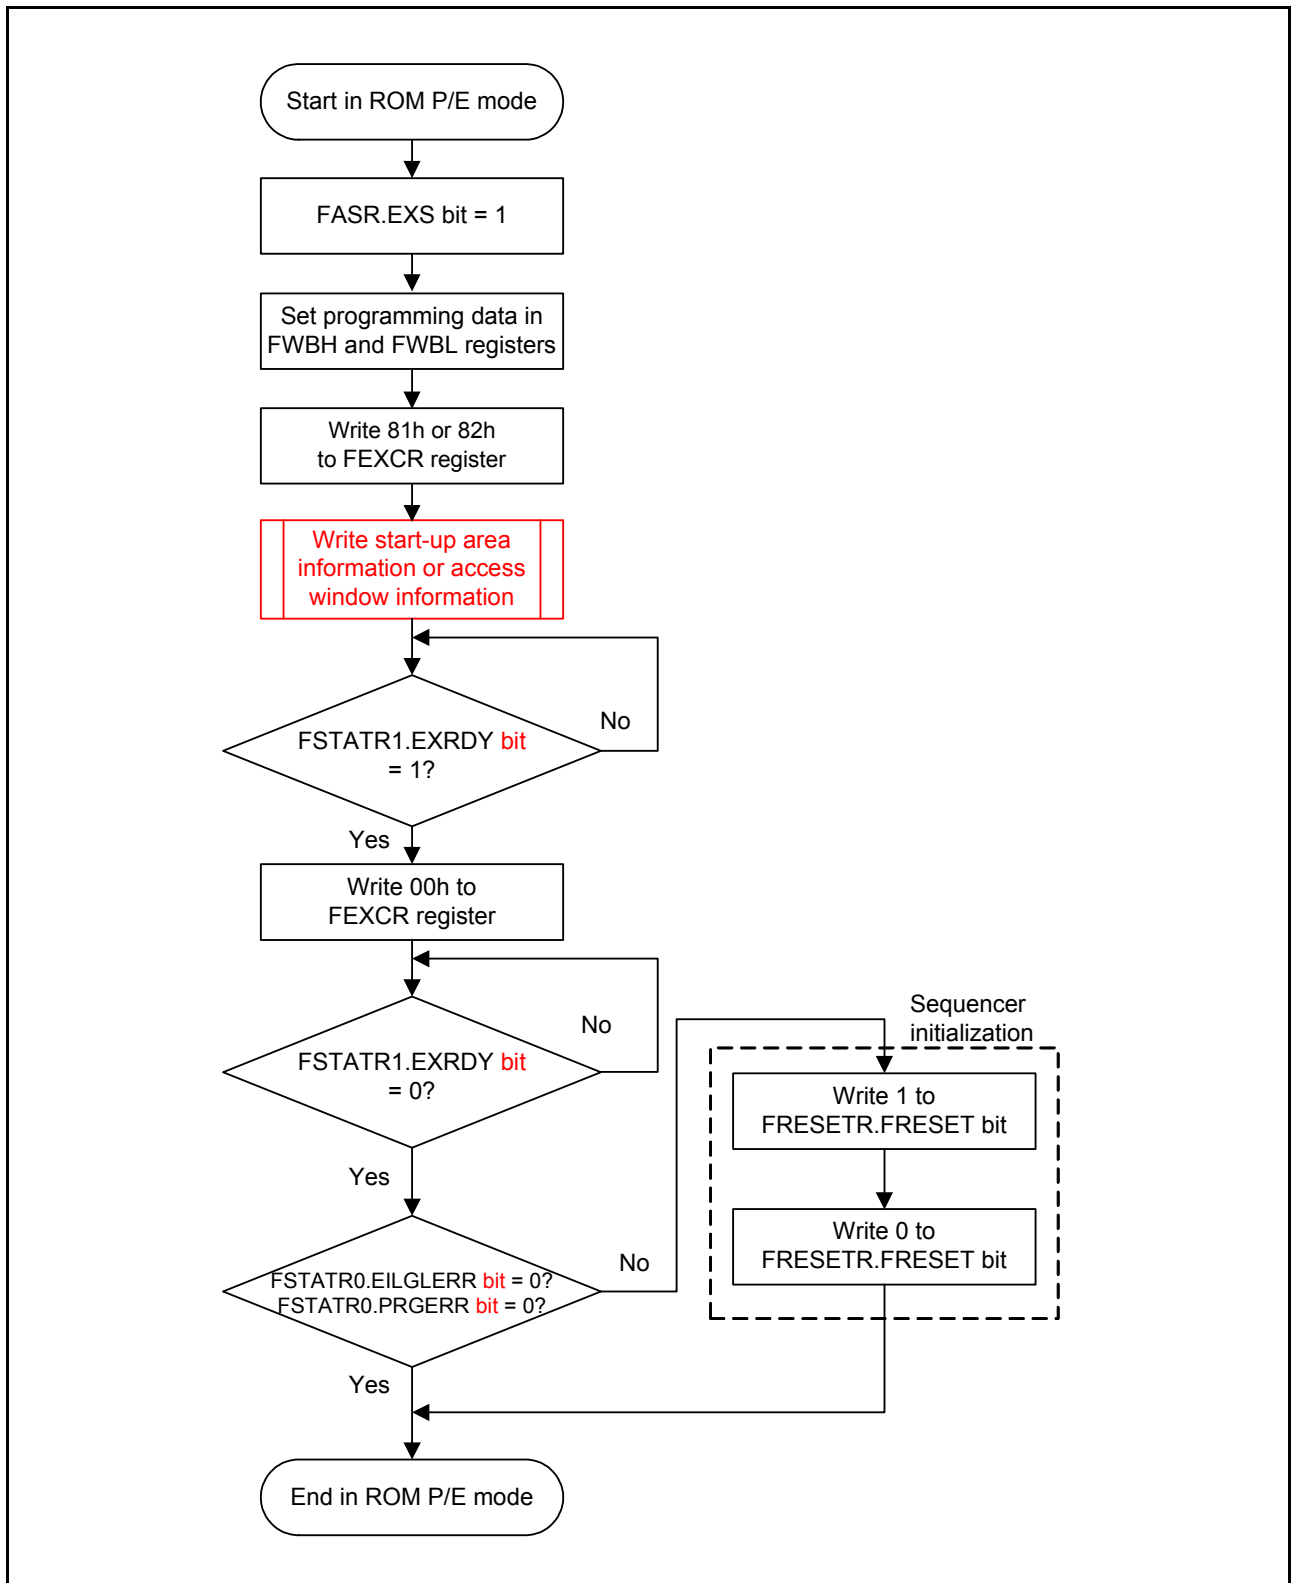 Start in ROM P/E mode
FASR.EXS bit = 1
Set programming data in
FWBH and FWBL registers
Write 81h or 82h
to FEXCR register
Write start-up area
information or access
window information
No
FSTATR1.EXRDY bit
= 1?
Yes
Write 00h to
FEXCR register
No
FSTATR1.EXRDY bit
= 0?
Yes
Sequencer
initialization
Write 1 to
FRESETR.FRESET bit
Write 0 to
FRESETR.FRESET bit
No
FSTATR0.EILGLERR bit = 0?
FSTATR0.PRGERR bit = 0?
Yes
End in ROM P/E mode